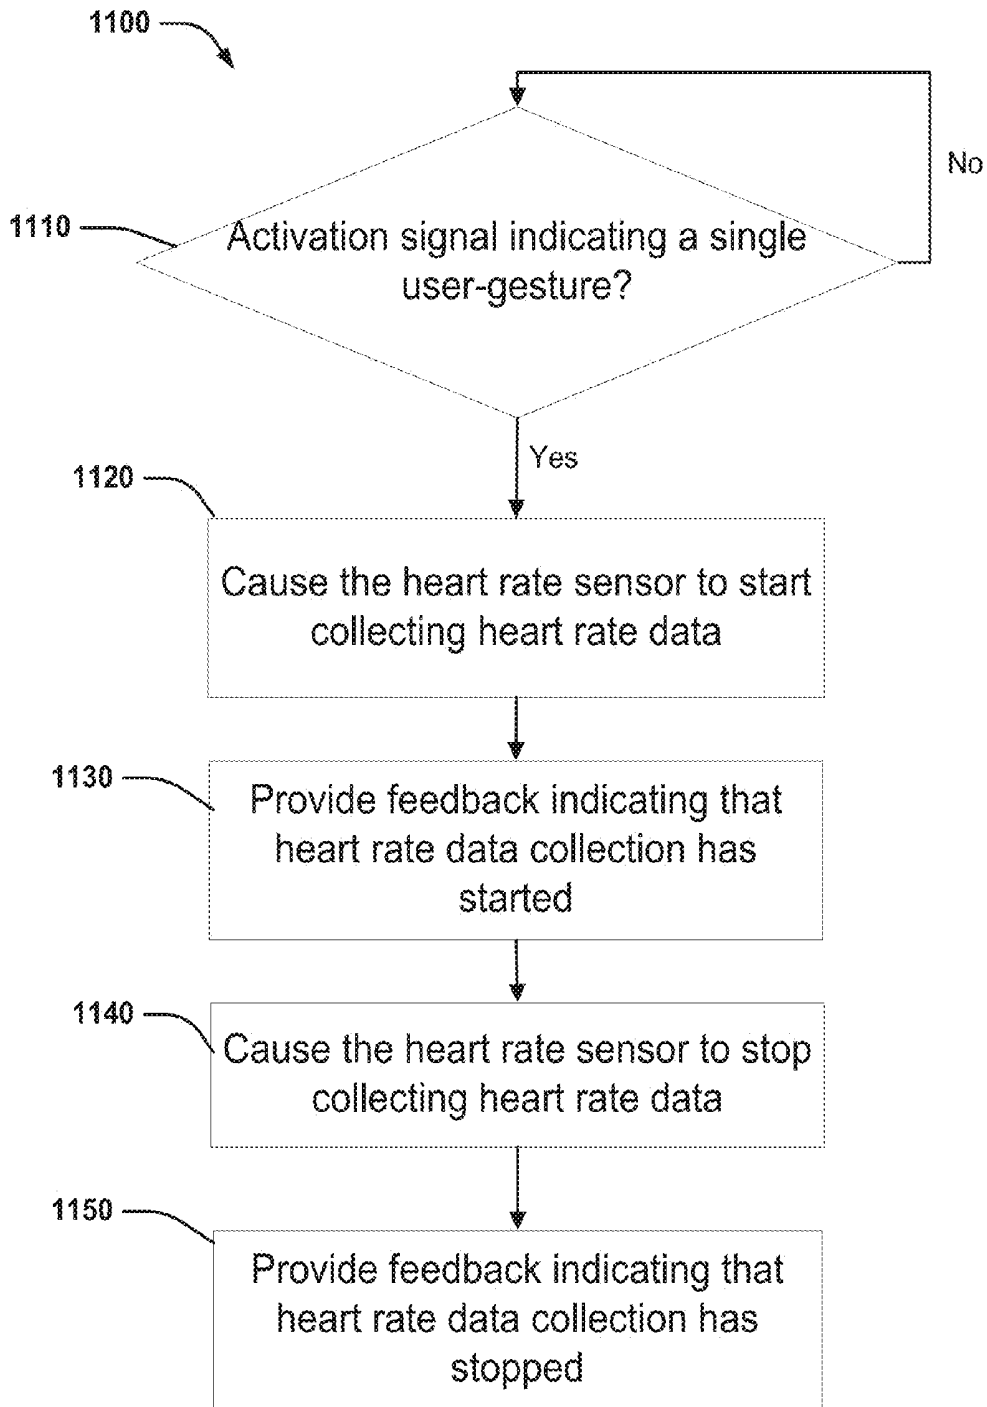 1100
No
1110
Activation signal indicating a single
user-gesture?
Yes
1120
Cause the heart rate sensor to start
collecting heart rate data
1130
Provide feedback indicating that
heart rate data collection has
started
1140
Cause the heart rate sensor to stop
collecting heart rate data
1150
Provide feedback indicating that
heart rate data collection has
stopped